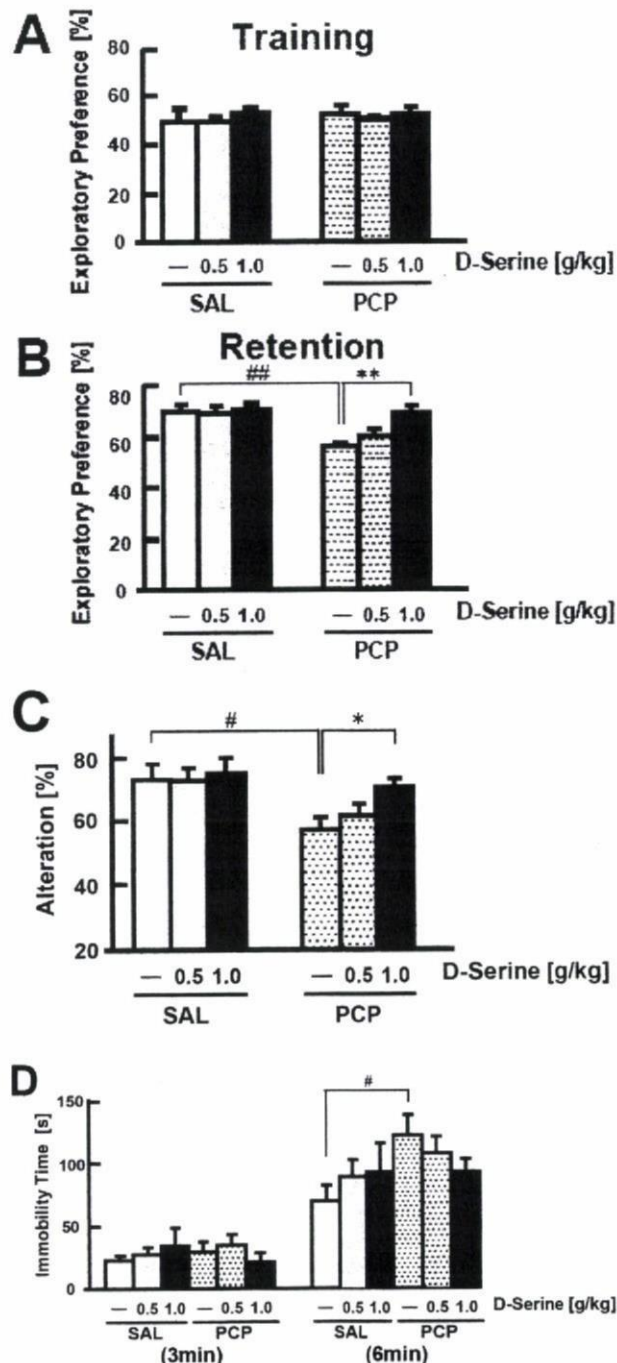 A
Training
Exploratory Preference [%]
80
60
40
20
0
— 0.5 1.0 — 0.5 1.0 D-Serine [g/kg]
SAL PCP
B
Retention
Exploratory Preference [%]
## **
80
60
40
20
0
— 0.5 1.0 — 0.5 1.0 D-Serine [g/kg]
SAL PCP
C
# *
Alteration [%]
80
60
40
20
— 0.5 1.0 — 0.5 1.0 D-Serine [g/kg]
SAL PCP
D
#
Immobility Time [s]
150
100
50
0
— 0.5 1.0 — 0.5 1.0 — 0.5 1.0 — 0.5 1.0 D-Serine [g/kg]
SAL PCP SAL PCP
(3min) (6min)